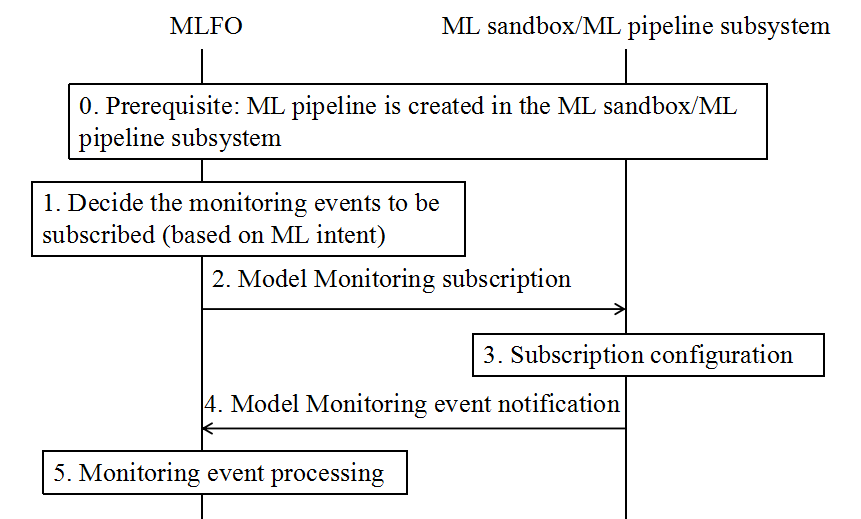 MLFO
ML sandbox/ML pipeline subsystem
0. Prerequisite: ML pipeline is created in the ML sandbox/ML
pipeline subsystem
1. Decide the monitoring events to be
subscribed (based on ML intent)
2. Model Monitoring subscription
3. Subscription configuration
4. Model Monitoring event notification
5. Monitoring event processing